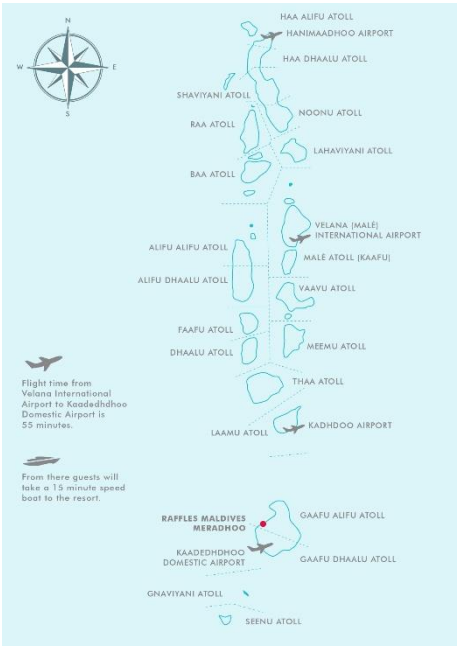 N
W
E
S
HAA ALIFU ATOLL
HANIMAADHOO AIRPORT
HAA DHAALU ATOLL
SHAVIYANI ATOLL
NOONU ATOLL
RAA ATOLL
LAHAVIYANI ATOLL
BAA ATOLL
VELANA (MALÉ)
INTERNATIONAL AIRPORT
ALIFU ALIFU ATOLL
MALÉ ATOLL (KAAFU)
ALIFU DHAALU ATOLL
VAAVU ATOLL
FAAFU ATOLL
MEEMU ATOLL
DHAALU ATOLL
THAA ATOLL
KADHDOO AIRPORT
LAAMU ATOLL
Flight time from
Velana International
Airport to Kaadedhdhoo
Domestic Airport is
55 minutes.
From there guests will
take a 15 minute speed
boat to the resort.
GAAFU ALIFU ATOLL
RAFFLES MALDIVES
MERADHOO
KAADEDHDHOO
DOMESTIC AIRPORT
GAAFU DHAALU ATOLL
GNAVIYANI ATOLL
SEENU ATOLL